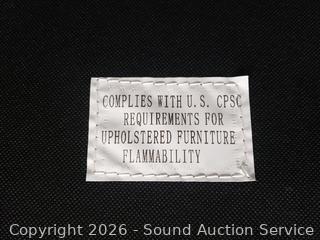 COMPLIES WITH U.S. CPSC
REQUIREMENTS FOR
UPHOLSTERED FURNITURE
FLAMMABILITY
Copyright 2026 - Sound Auction Service